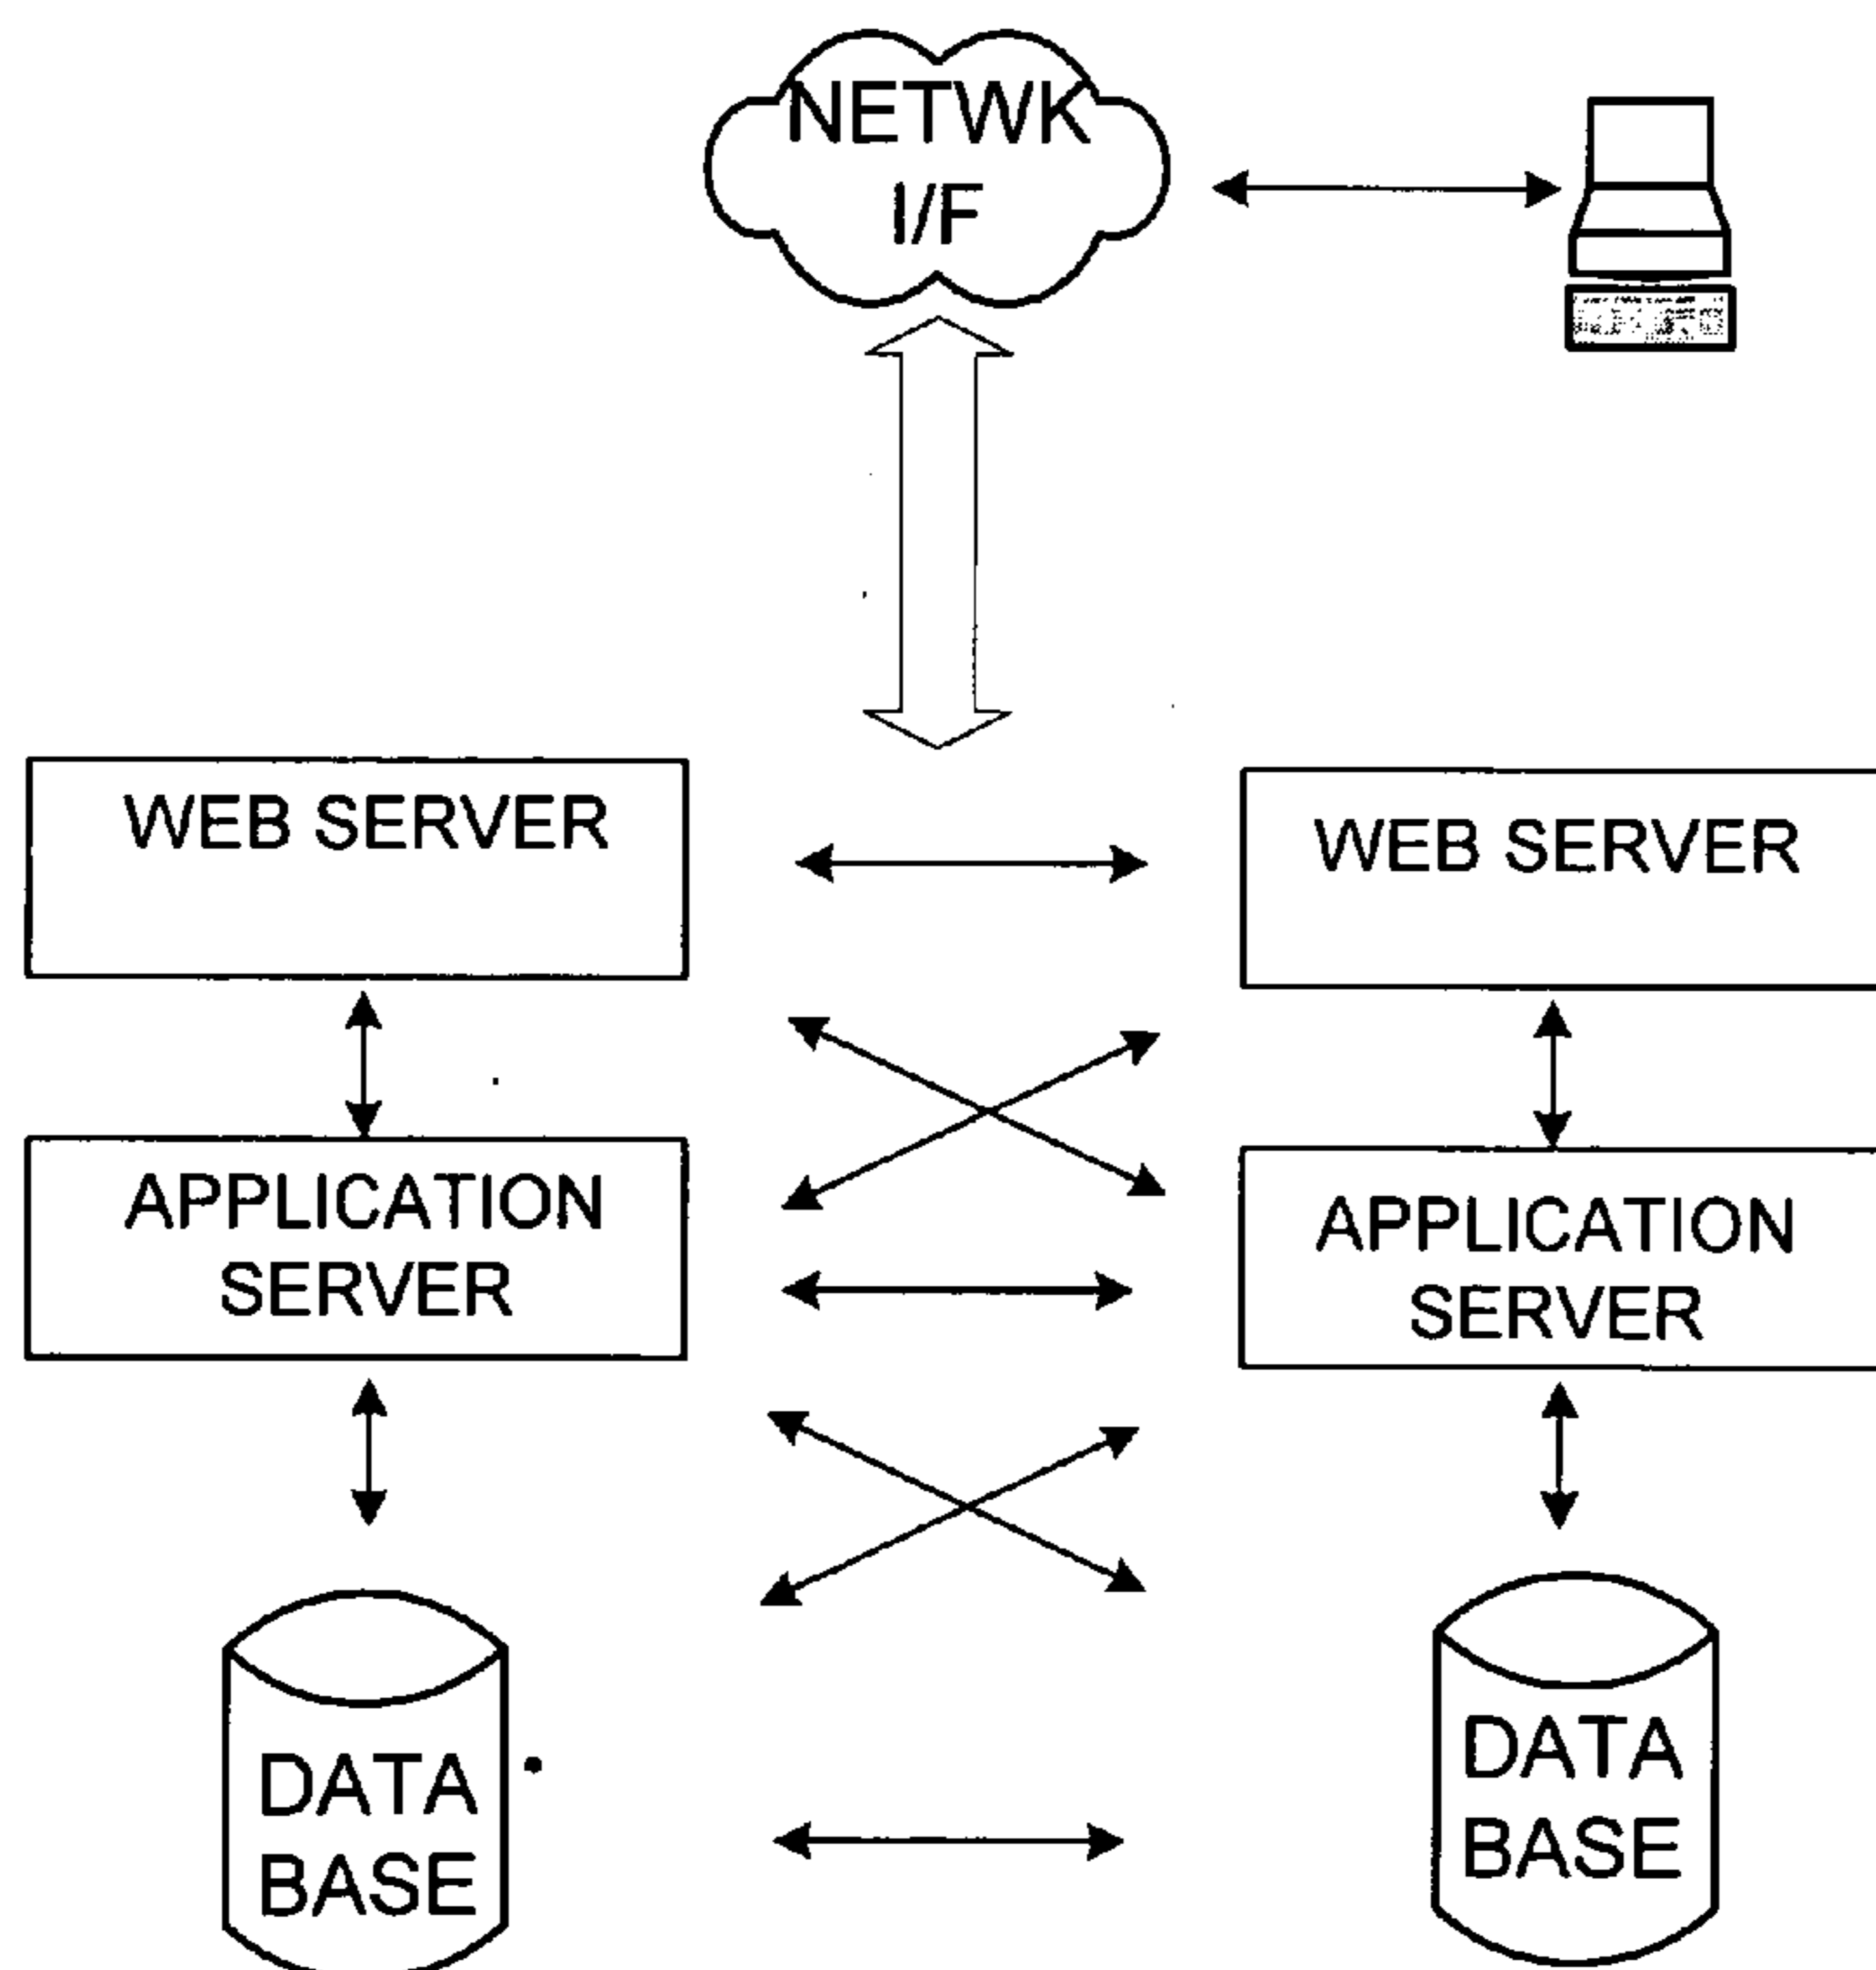 NETWK
I/F
WEB SERVER
WEB SERVER
APPLICATION
SERVER
APPLICATION
SERVER
DATA
BASE
DATA
BASE